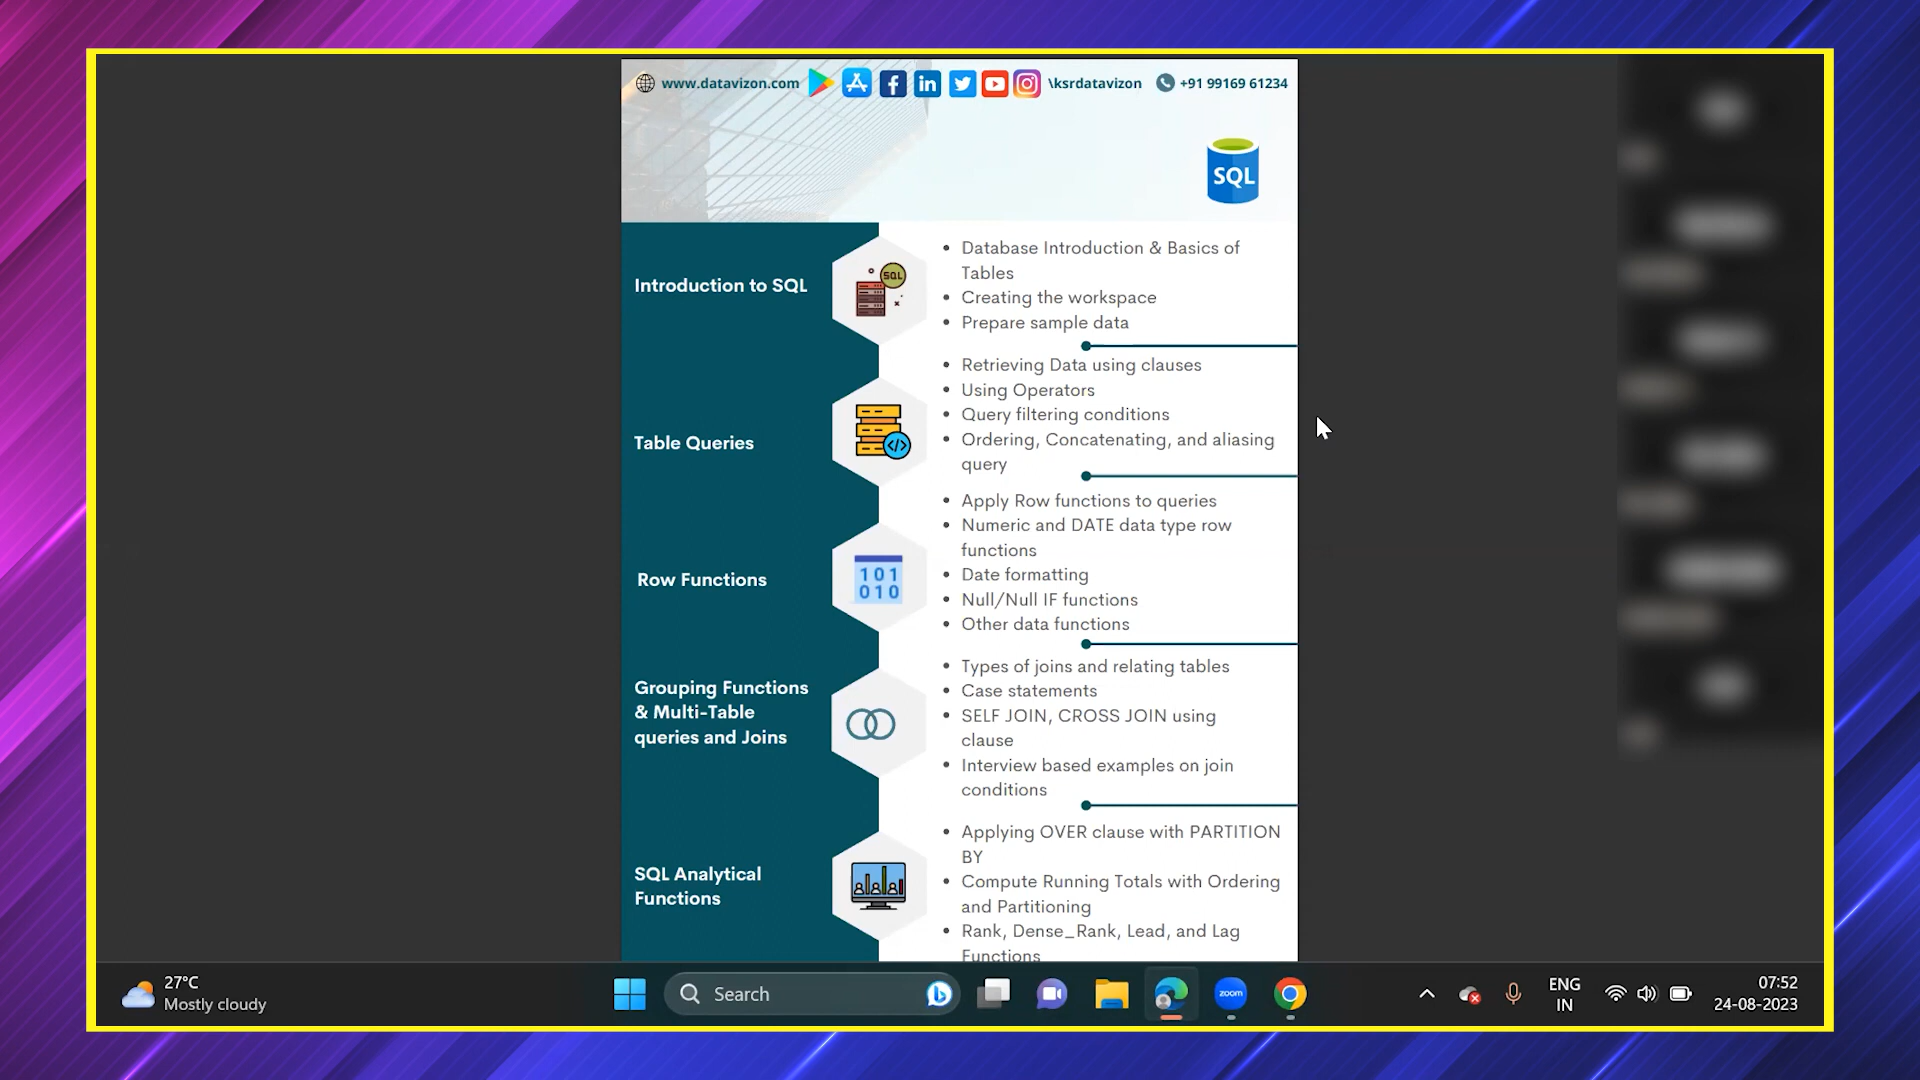 www.datavizon.com \ksrdatavizon +91 99169 61234
SQL
Introduction to SQL
SQL
Database Introduction & Basics of
Tables
Creating the workspace
Prepare sample data
Table Queries
Retrieving Data using clauses
Using Operators
Query filtering conditions
Ordering, Concatenating, and aliasing
query
Row Functions
101
010
Apply Row functions to queries
Numeric and DATE data type row
functions
Date formatting
Null/Null IF functions
Other data functions
Grouping Functions
& Multi-Table
queries and Joins
Types of joins and relating tables
Case statements
SELF JOIN, CROSS JOIN using
clause
Interview based examples on join
conditions
SQL Analytical
Functions
Applying OVER clause with PARTITION
BY
Compute Running Totals with Ordering
and Partitioning
Rank, Dense_Rank, Lead, and Lag
Functions
27°C
Mostly cloudy
Search
zoom
ENG
IN
07:52
24-08-2023